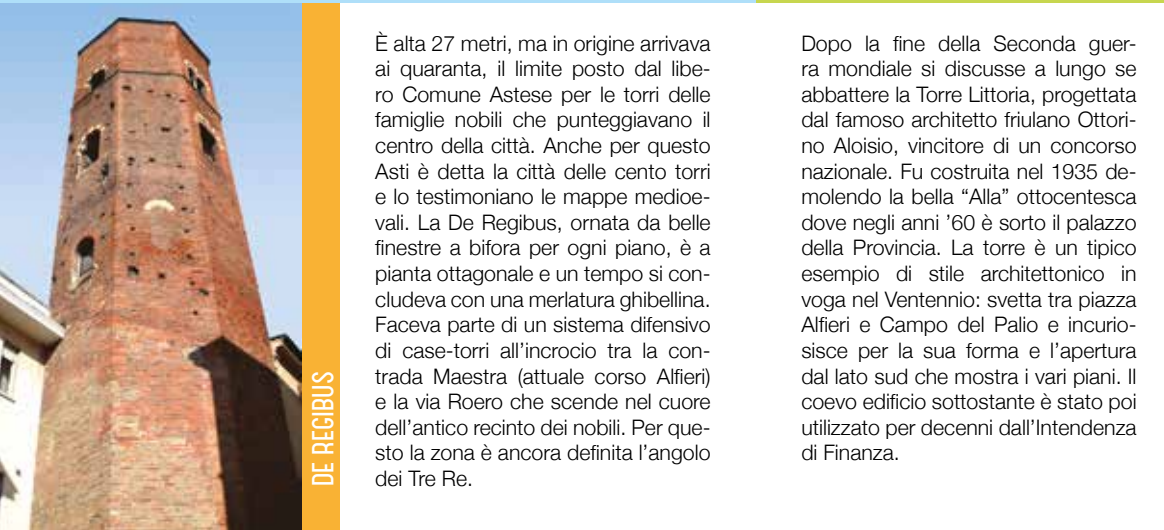 DE REGIBUS
È alta 27 metri, ma in origine arrivava
ai quaranta, il limite posto dal libe-
ro Comune Astese per le torri delle
famiglie nobili che punteggiavano il
centro della città. Anche per questo
Asti è detta la città delle cento torri
e lo testimoniano le mappe medioe-
vali. La De Regibus, ornata da belle
finestre a bifora per ogni piano, è a
pianta ottagonale e un tempo si con-
cludeva con una merlatura ghibellina.
Faceva parte di un sistema difensivo
di case-torri all'incrocio tra la con-
trada Maestra (attuale corso Alfieri)
e la via Roero che scende nel cuore
dell'antico recinto dei nobili. Per que-
sto la zona è ancora definita l'angolo
dei Tre Re.
Dopo la fine della Seconda guer-
ra mondiale si discusse a lungo se
abbattere la Torre Littoria, progettata
dal famoso architetto friulano Ottori-
no Aloisio, vincitore di un concorso
nazionale. Fu costruita nel 1935 de-
molendo la bella “Alla” ottocentesca
dove negli anni '60 è sorto il palazzo
della Provincia. La torre è un tipico
esempio di stile architettonico in
voga nel Ventennio: svetta tra piazza
Alfieri e Campo del Palio e incurio-
sisce per la sua forma e l'apertura
dal lato sud che mostra i vari piani. Il
coevo edificio sottostante è stato poi
utilizzato per decenni dall'Intendenza
di Finanza.